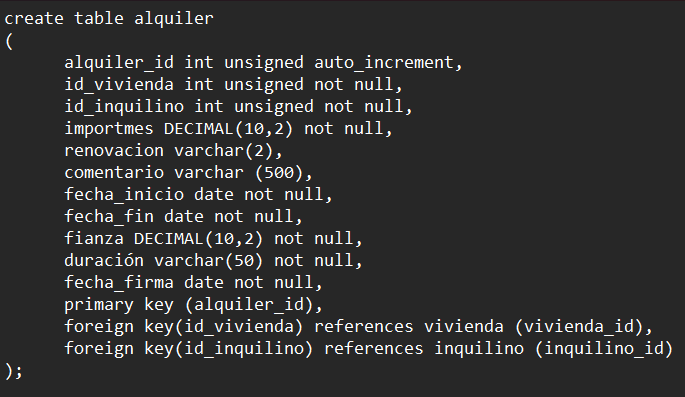 create table alquiler
(
alquiler_id int unsigned auto_increment,
id_vivienda int unsigned not null,
id_inquilino int unsigned not null,
importmes DECIMAL(10,2) not null,
renovacion varchar(2),
comentario varchar (500),
fecha_inicio date not null,
fecha_fin date not null,
fianza DECIMAL(10,2) not null,
duración varchar(50) not null,
fecha_firma date not null,
primary key (alquiler_id),
foreign key(id_vivienda) references vivienda (vivienda_id),
foreign key(id_inquilino) references inquilino (inquilino_id)
);